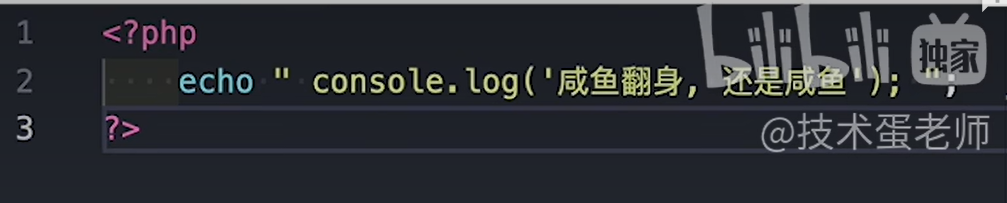 1 <?php
bilibili 独家
2 echo " console.log('咸鱼翻身, 还是咸鱼'); ";
3 ?>
@技术蛋老师